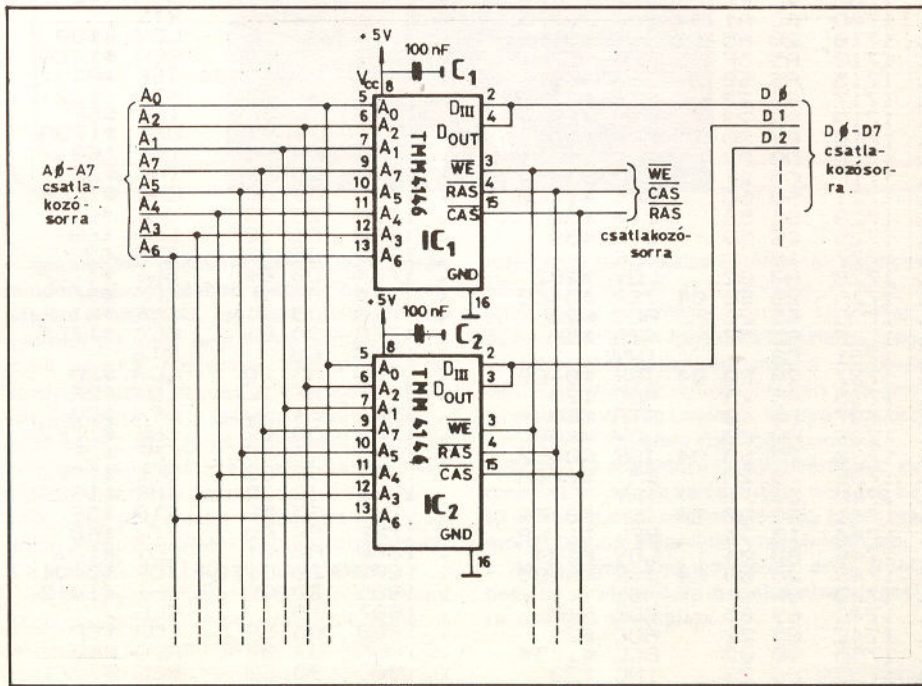 + 5V
100 nF
C1
VCC
8
A0
A2
A1
A7
A5
A4
A3
A6
AØ-A7
csatla-
kozó-
sorra
5
6
7
9
10
11
12
13
A0
A2
A1
A7
A5
A4
A3
A6
TMM4146
IC1
DIII
DOUT
WE
RAS
CAS
GND
2
4
3
4
15
16
WE
CAS
RAS
csatlakozó-
sorra
D Ø
D 1
D 2
DØ-D7
csatla-
kozósor-
ra
+ 5V
100 nF
C2
8
5
6
7
9
10
11
12
13
A0
A2
A1
A7
A5
A4
A3
A6
TMM4146
IC2
DIII
DOUT
WE
RAS
CAS
GND
2
3
3
4
15
16